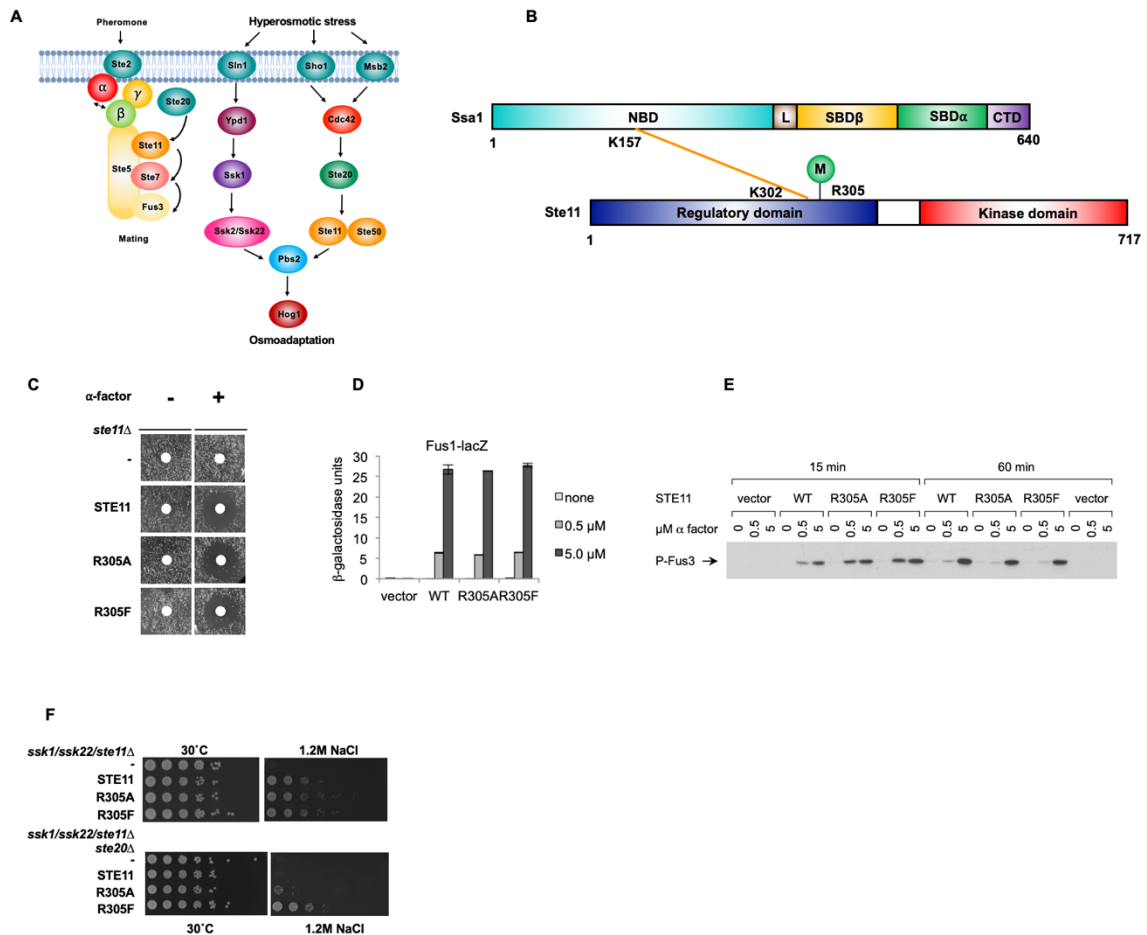 A
Pheromone
Hyperosmotic stress
Ste2
Sln1
Sho1
Msb2
α
γ
β
Ste20
Ypd1
Cdc42
Ste11
Ste5
Ste7
Ssk1
Ste20
Fus3
Mating
Ssk2/Ssk22
Ste11
Ste50
Pbs2
Hog1
Osmoadaptation
B
Ssa1
NBD
L
SBDβ
SBDα
CTD
1
K157
640
M
K302
R305
Ste11
Regulatory domain
Kinase domain
1
717
C
α-factor - +
ste11Δ
-
STE11
R305A
R305F
D
Fus1-lacZ
β-galactosidase units
30
25
20
15
10
5
0
vector WT R305A R305F
none
0.5 µM
5.0 µM
E
15 min 60 min
STE11 vector WT R305A R305F WT R305A R305F vector
µM α factor 0 0.5 5 0 0.5 5 0 0.5 5 0 0.5 5 0 0.5 5 0 0.5 5 0 0.5 5 0 0.5 5
P-Fus3
F
ssk1/ssk22/ste11Δ 30˚C 1.2M NaCl
-
STE11
R305A
R305F
ssk1/ssk22/ste11Δ
ste20Δ
-
STE11
R305A
R305F
30˚C 1.2M NaCl